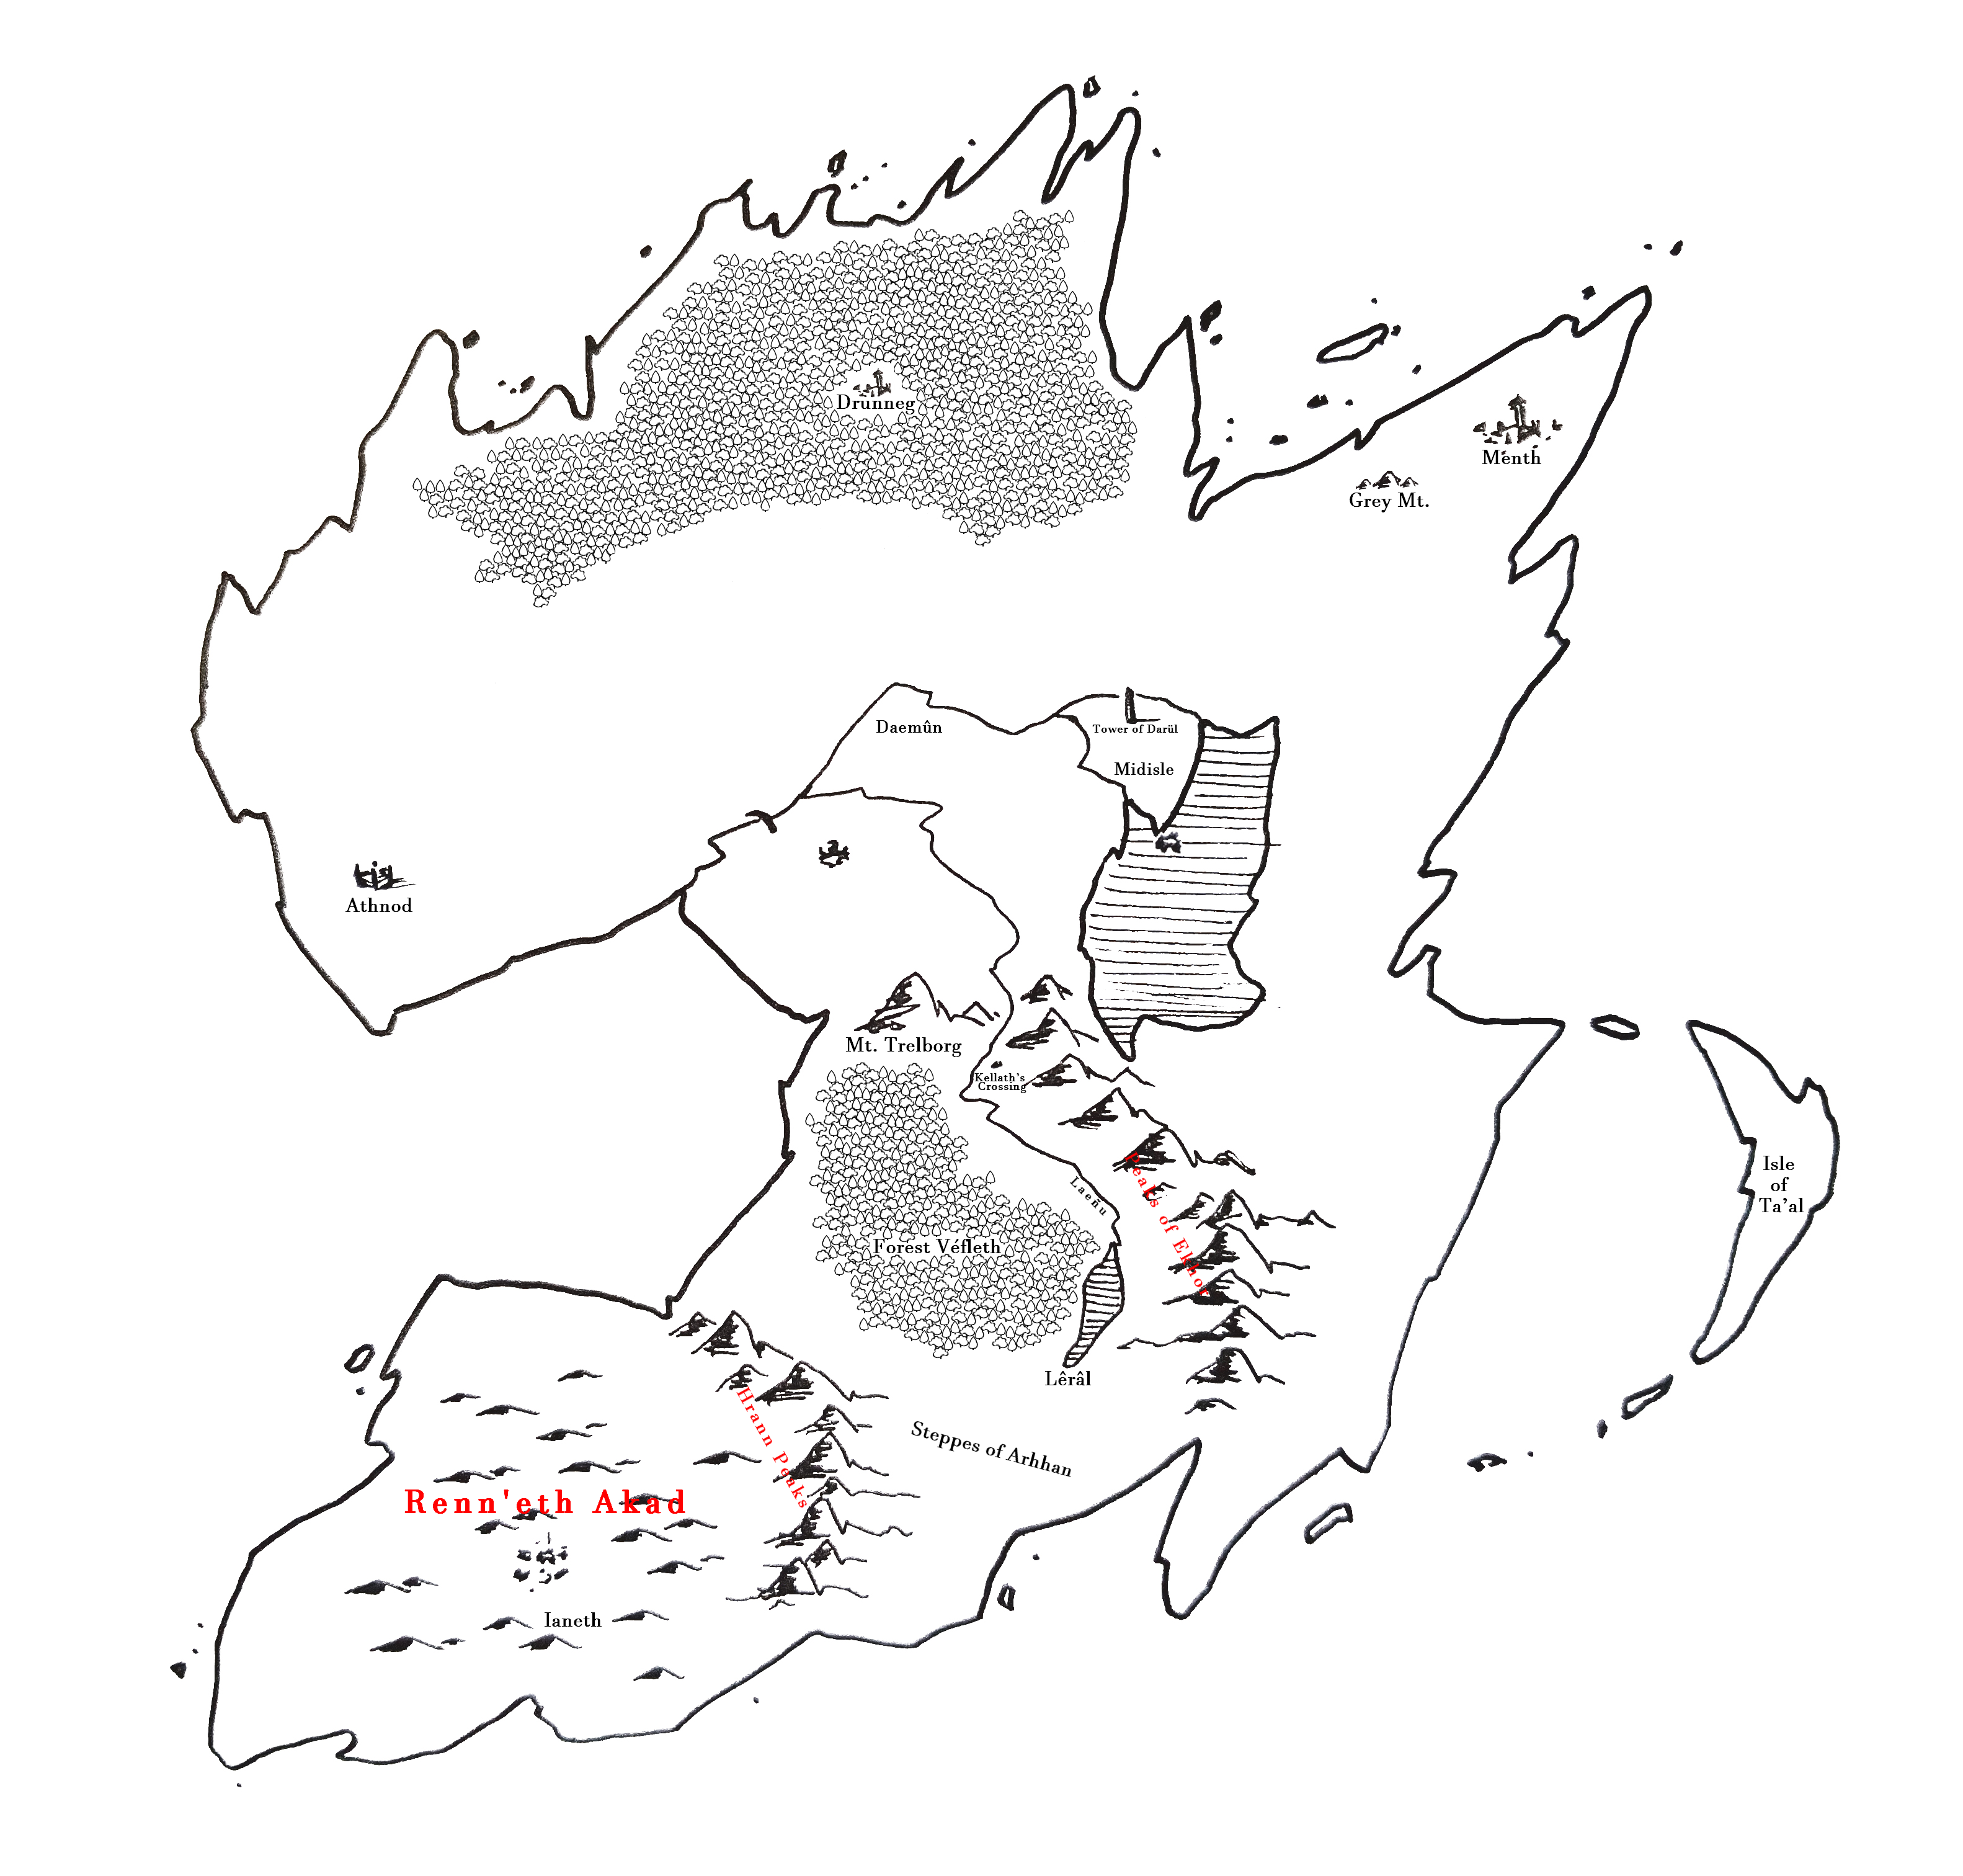 Drunneg
Menth
Grey Mt.
Daemûn
Tower of Darül
Midisle
Athnod
Mt. Trelborg
Kellath's
Crossing
Peaks of Ekhor
Isle
of
Ta'al
Laeñu
Forest Véfleth
Lêrâl
Hrann Peaks
Steppes of Arhhan
Renn'eth Akad
Ianeth